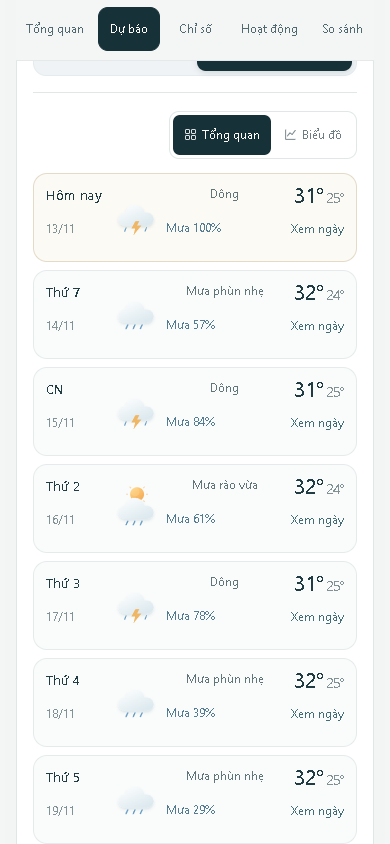 Tổng quan Dự báo Chỉ số Hoạt động So sánh
Tổng quan Biểu đồ
Hôm nay Dông 31° 25°
13/11 Mưa 100% Xem ngày
Thứ 7 Mưa phùn nhẹ 32° 24°
14/11 Mưa 57% Xem ngày
CN Dông 31° 25°
15/11 Mưa 84% Xem ngày
Thứ 2 Mưa rào vừa 32° 24°
16/11 Mưa 61% Xem ngày
Thứ 3 Dông 31° 25°
17/11 Mưa 78% Xem ngày
Thứ 4 Mưa phùn nhẹ 32° 25°
18/11 Mưa 39% Xem ngày
Thứ 5 Mưa phùn nhẹ 32° 25°
19/11 Mưa 29% Xem ngày